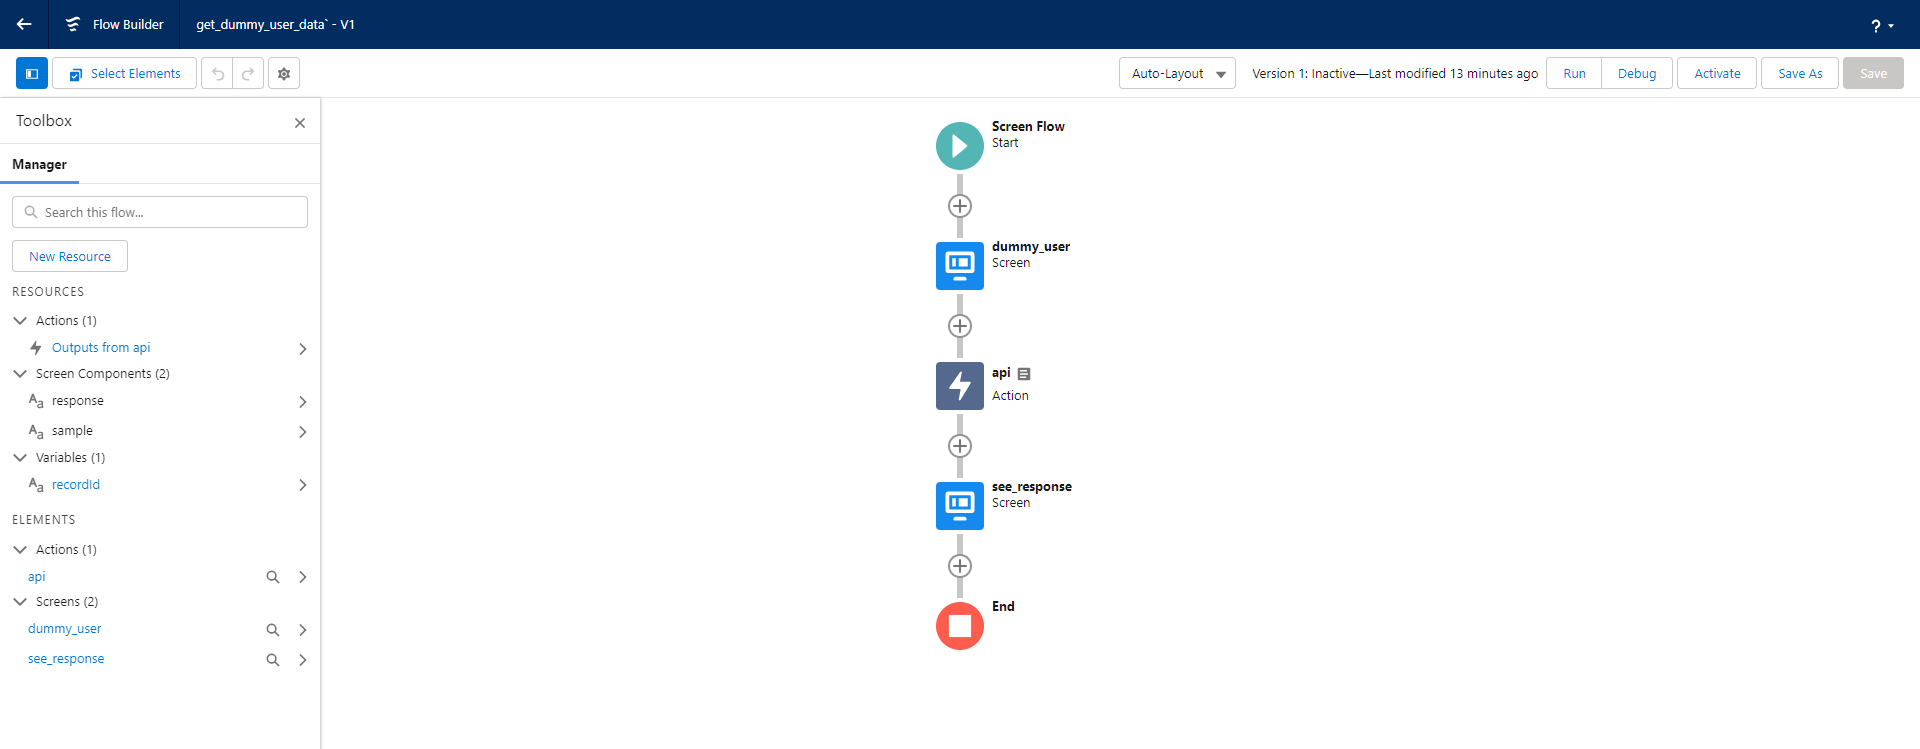 Flow Builder
get_dummy_user_data` - V1
?
Select Elements
Auto-Layout
Version 1: Inactive—Last modified 13 minutes ago
Run
Debug
Activate
Save As
Save
Toolbox
Manager
Search this flow...
New Resource
RESOURCES
Actions (1)
Outputs from api
Screen Components (2)
Aa response
Aa sample
Variables (1)
Aa recordId
ELEMENTS
Actions (1)
api
Screens (2)
dummy_user
see_response
Screen Flow
Start
dummy_user
Screen
api
Action
see_response
Screen
End